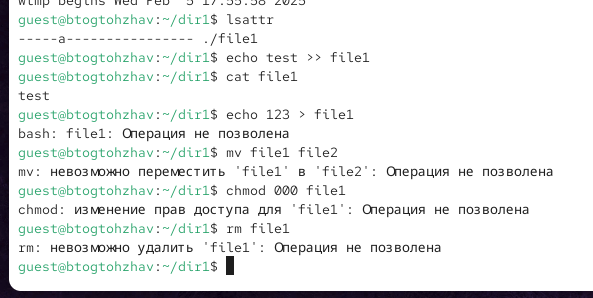 wtmp begins Wed Feb  5 17:55:58 2025
guest@btogtohzhav:~/dir1$ lsattr
-----a---------------- ./file1
guest@btogtohzhav:~/dir1$ echo test >> file1
guest@btogtohzhav:~/dir1$ cat file1
test
guest@btogtohzhav:~/dir1$ echo 123 > file1
bash: file1: Операция не позволена
guest@btogtohzhav:~/dir1$ mv file1 file2
mv: невозможно переместить 'file1' в 'file2': Операция не позволена
guest@btogtohzhav:~/dir1$ chmod 000 file1
chmod: изменение прав доступа для 'file1': Операция не позволена
guest@btogtohzhav:~/dir1$ rm file1
rm: невозможно удалить 'file1': Операция не позволена
guest@btogtohzhav:~/dir1$